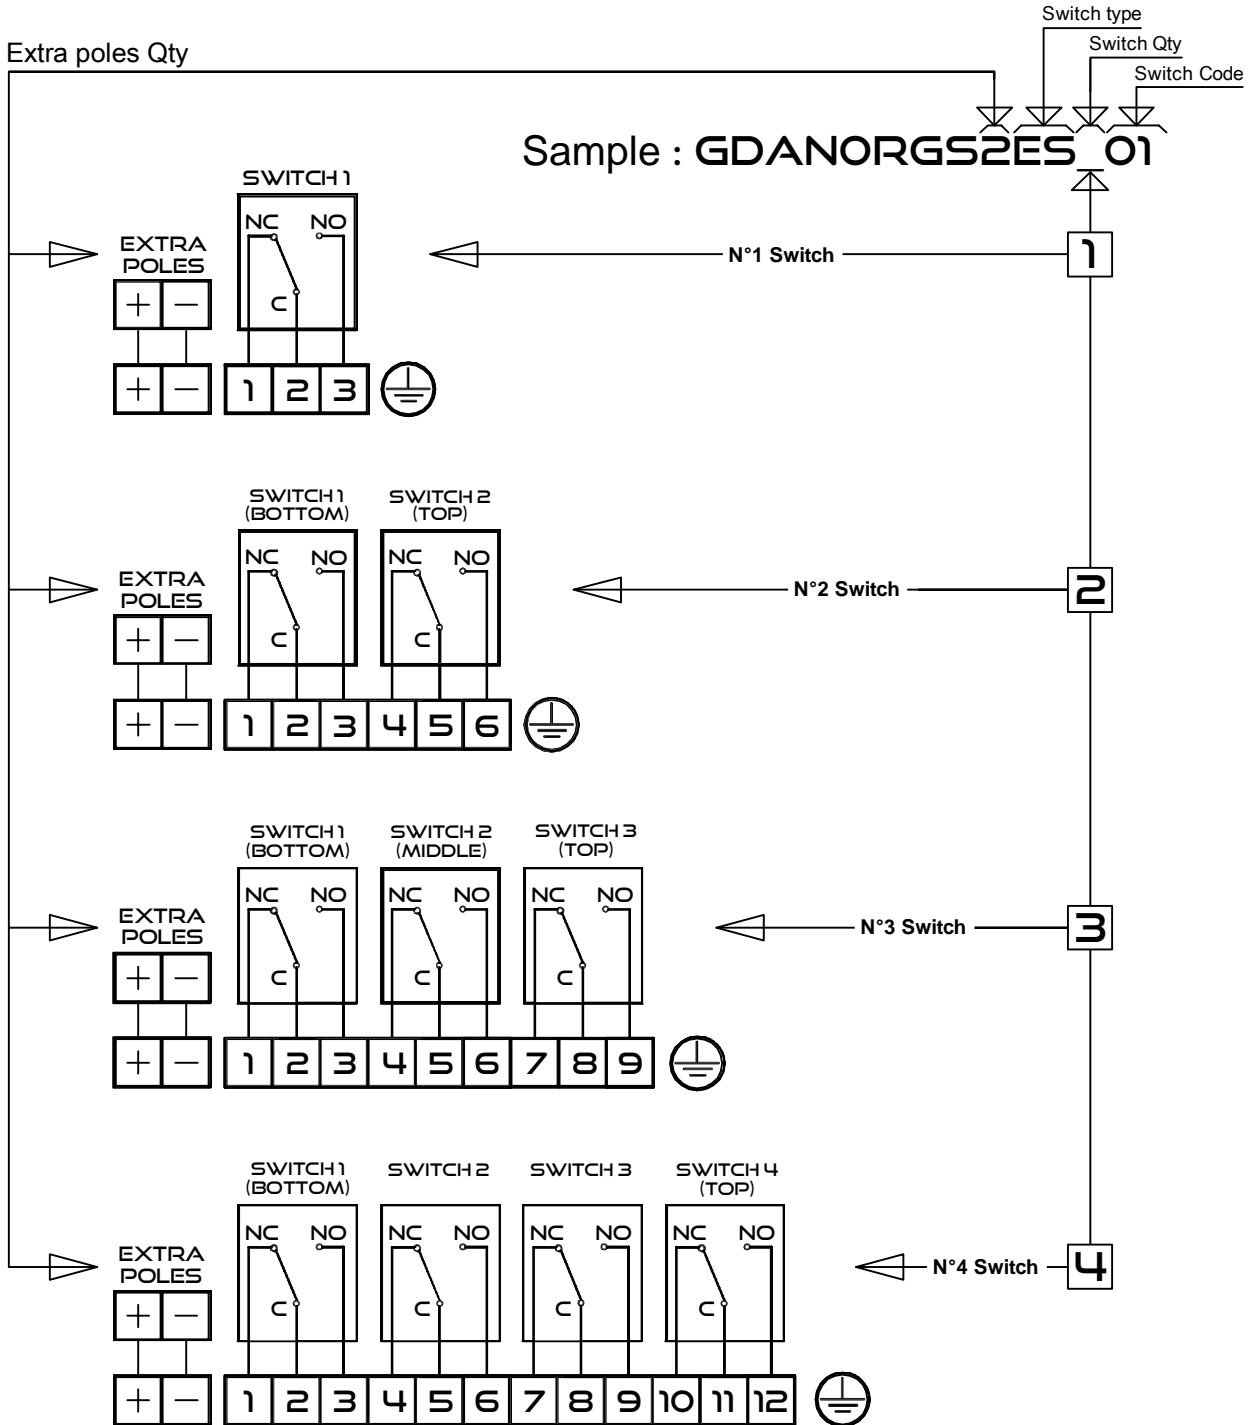 Switch type
Extra poles Qty
Switch Qty
Switch Code
Sample : GDANORGS2ES 01
SWITCH 1
NC NO
C
EXTRA
POLES
+ −
+ − 1 2 3
N°1 Switch
1
SWITCH 1
(BOTTOM)
SWITCH 2
(TOP)
NC NO NC NO
C C
EXTRA
POLES
+ −
+ − 1 2 3 4 5 6
N°2 Switch
2
SWITCH 1
(BOTTOM)
SWITCH 2
(MIDDLE)
SWITCH 3
(TOP)
NC NO NC NO NC NO
C C C
EXTRA
POLES
+ −
+ − 1 2 3 4 5 6 7 8 9
N°3 Switch
3
SWITCH 1
(BOTTOM)
SWITCH 2
SWITCH 3
SWITCH 4
(TOP)
NC NO NC NO NC NO NC NO
C C C C
EXTRA
POLES
+ −
+ − 1 2 3 4 5 6 7 8 9 10 11 12
N°4 Switch
4